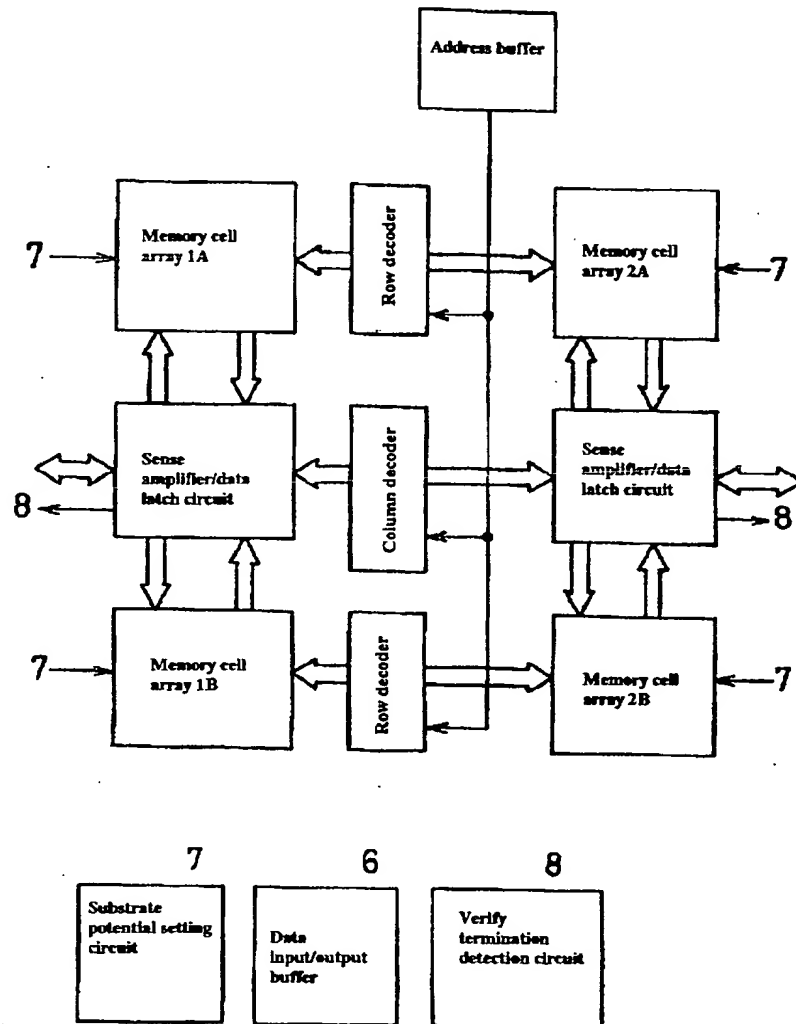 Address buffer
Memory cell
array 1A
Row decoder
Memory cell
array 2A
7
7
Sense
amplifier/data
latch circuit
Column decoder
Sense
amplifier/data
latch circuit
8
8
Memory cell
array 1B
Row decoder
Memory cell
array 2B
7
7
7
6
8
Substrate
potential setting
circuit
Data
input/output
buffer
Verify
termination
detection circuit